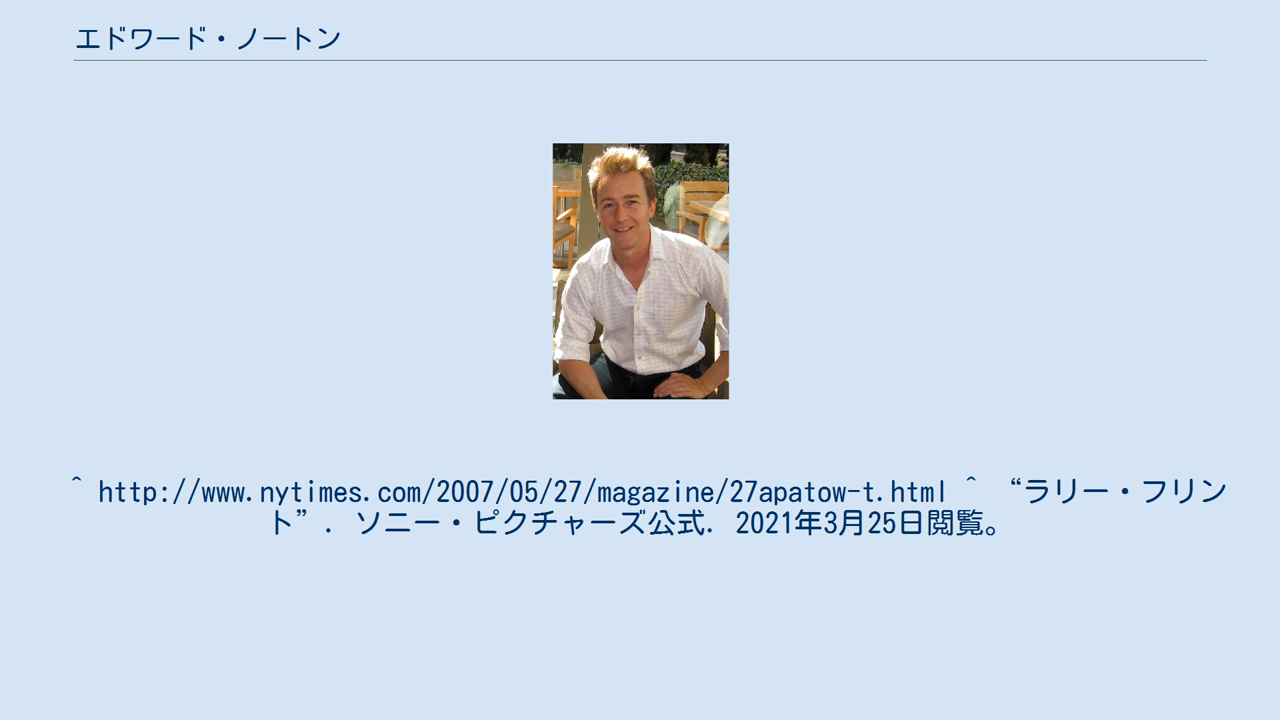 エドワード・ノートン
^ http://www.nytimes.com/2007/05/27/magazine/27apatow-t.html ^ “ラリー・フリン
ト”. ソニー・ピクチャーズ公式. 2021年3月25日閲覧。